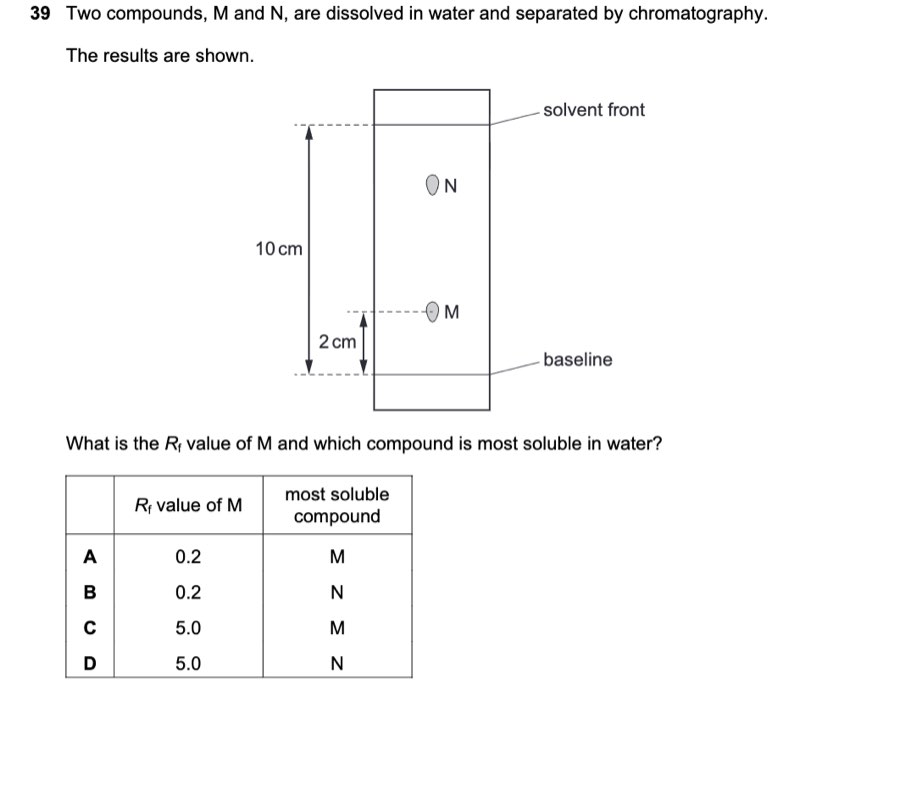 39 Two compounds, M and N, are dissolved in water and separated by chromatography.
The results are shown.
solvent front
N
10 cm
M
2 cm
baseline
What is the Rf value of M and which compound is most soluble in water?
Rf value of M
most soluble
compound
A 0.2 M
B 0.2 N
C 5.0 M
D 5.0 N